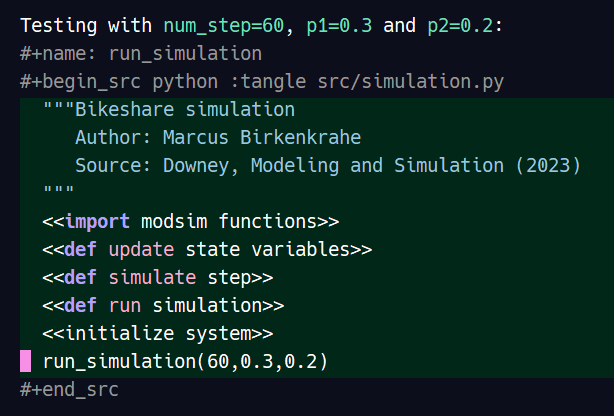 Testing with num_step=60, p1=0.3 and p2=0.2:
#+name: run_simulation
#+begin_src python :tangle src/simulation.py
"""Bikeshare simulation
Author: Marcus Birkenkrahe
Source: Downey, Modeling and Simulation (2023)
"""
<<import modsim functions>>
<<def update state variables>>
<<def simulate step>>
<<def run simulation>>
<<initialize system>>
run_simulation(60,0.3,0.2)
#+end_src